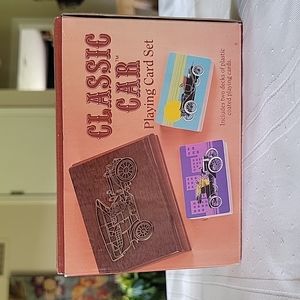 CLASSIC
CAR™
Playing Card Set
Includes two decks of plastic
coated playing cards.